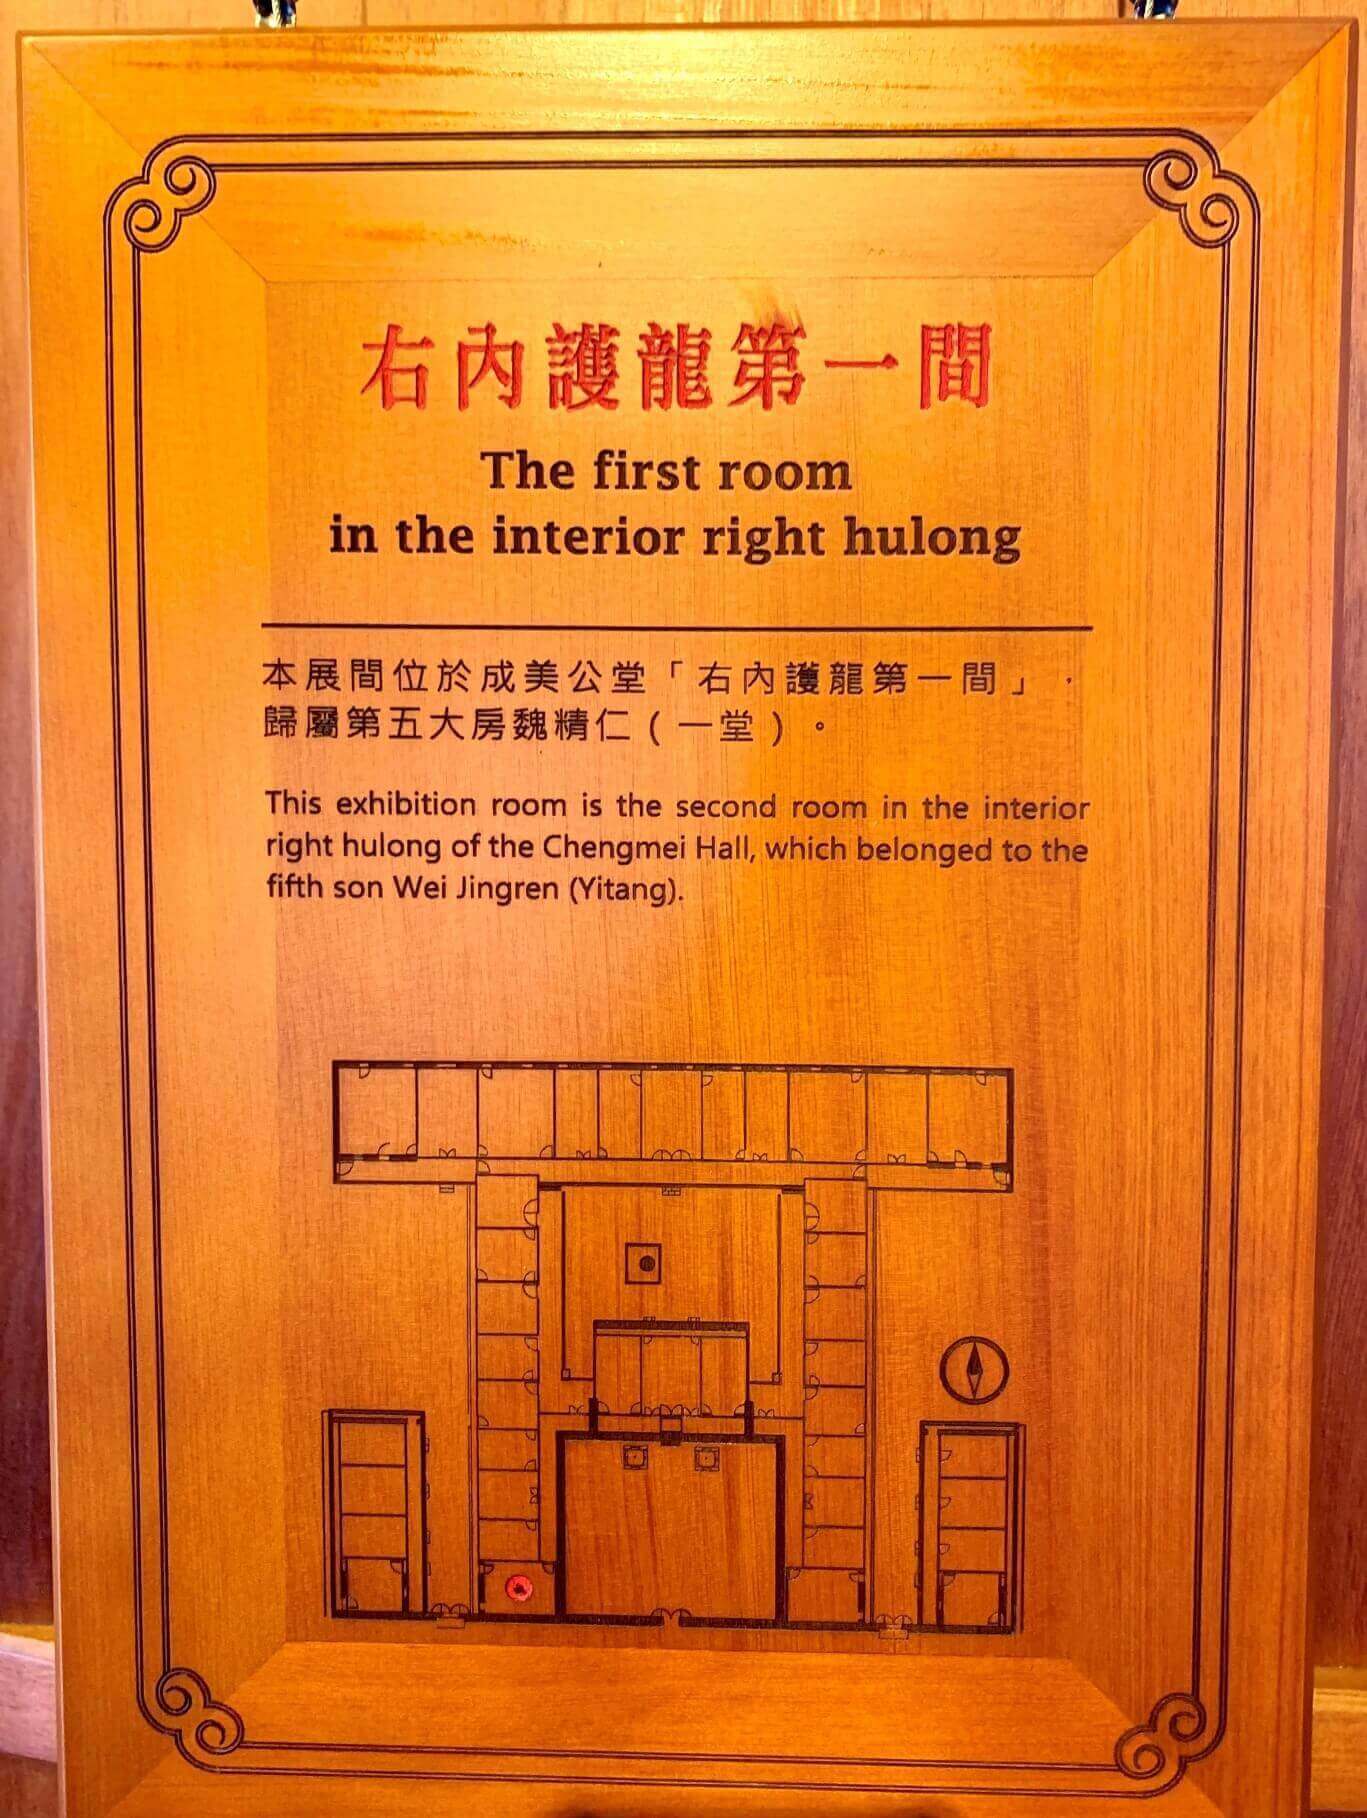 右內護龍第一間
The first room
in the interior right hulong
本展間位於成美公堂「右內護龍第一間」，
歸屬第五大房魏精仁（一堂）。
This exhibition room is the second room in the interior
right hulong of the Chengmei Hall, which belonged to the
fifth son Wei Jingren (Yitang).